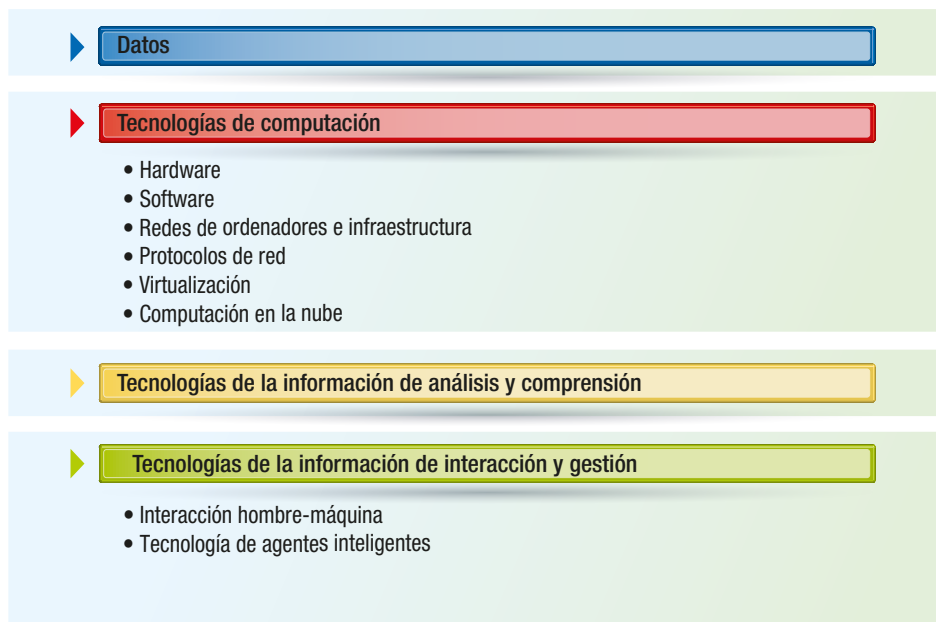 Datos
Tecnologías de computación
• Hardware
• Software
• Redes de ordenadores e infraestructura
• Protocolos de red
• Virtualización
• Computación en la nube
Tecnologías de la información de análisis y comprensión
Tecnologías de la información de interacción y gestión
• Interacción hombre-máquina
• Tecnología de agentes inteligentes